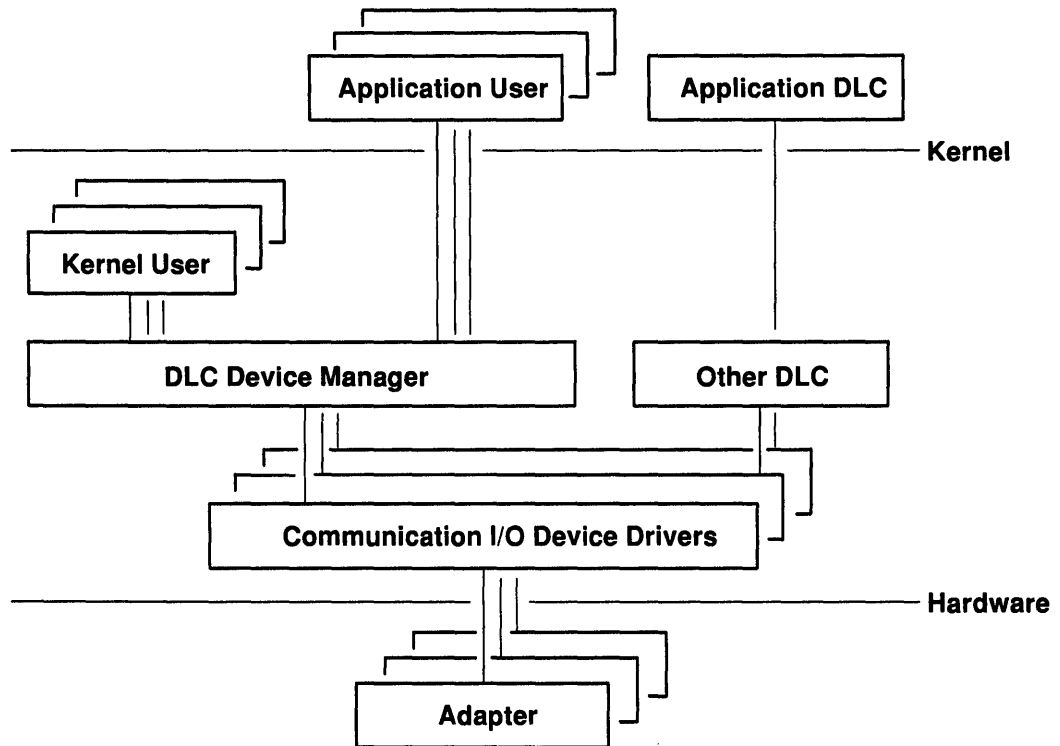 Application User
Application DLC
Kernel
Kernel User
DLC Device Manager
Other DLC
Communication I/O Device Drivers
Hardware
Adapter